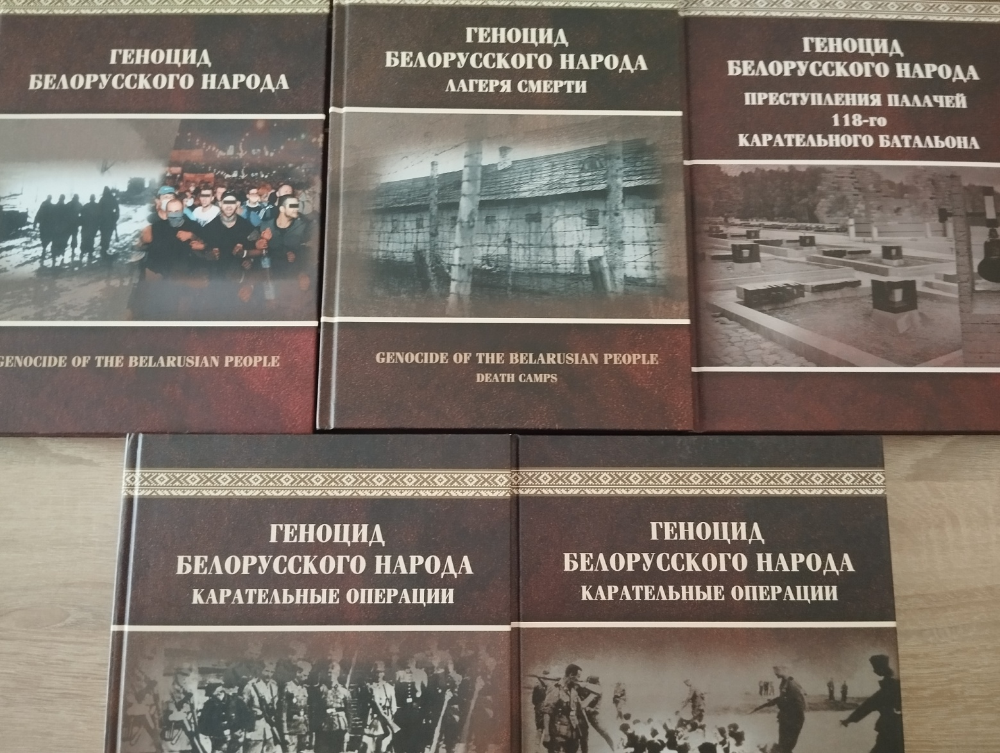 ГЕНОЦИД
БЕЛОРУССКОГО НАРОДА
GENOCIDE OF THE BELARUSIAN PEOPLE
ГЕНОЦИД
БЕЛОРУССКОГО НАРОДА
ЛАГЕРЯ СМЕРТИ
GENOCIDE OF THE BELARUSIAN PEOPLE
DEATH CAMPS
ГЕНОЦИД
БЕЛОРУССКОГО НАРОДА
ПРЕСТУПЛЕНИЯ ПАЛАЧЕЙ
118-го
КАРАТЕЛЬНОГО БАТАЛЬОНА
ГЕНОЦИД
БЕЛОРУССКОГО НАРОДА
КАРАТЕЛЬНЫЕ ОПЕРАЦИИ
ГЕНОЦИД
БЕЛОРУССКОГО НАРОДА
КАРАТЕЛЬНЫЕ ОПЕРАЦИИ